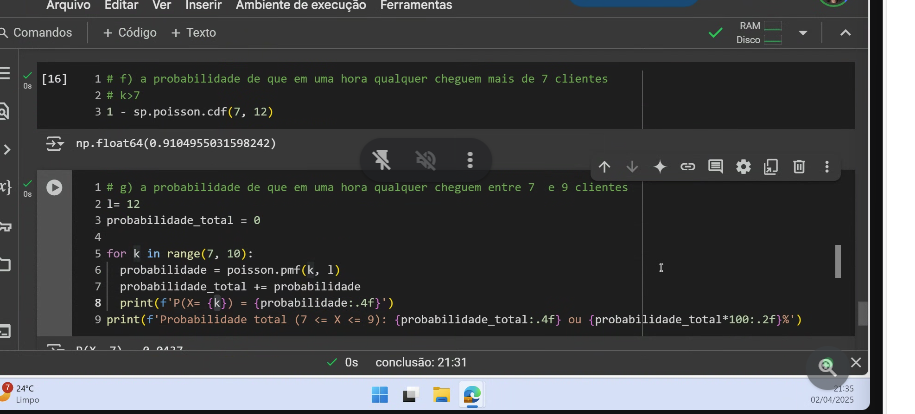 Arquivo Editar Ver Inserir Ambiente de execução Ferramentas
Comandos + Código + Texto
RAM
Disco
[16]
0s
1 # f) a probabilidade de que em uma hora qualquer cheguem mais de 7 clientes
2 # k>7
3 1 - sp.poisson.cdf(7, 12)
np.float64(0.9104955031598242)
0s
1 # g) a probabilidade de que em uma hora qualquer cheguem entre 7 e 9 clientes
2 l= 12
3 probabilidade_total = 0
4
5 for k in range(7, 10):
6 probabilidade = poisson.pmf(k, l)
7 probabilidade_total += probabilidade
8 print(f'P(X= {k}) = {probabilidade:.4f}')
9 print(f'Probabilidade total (7 <= X <= 9): {probabilidade_total:.4f} ou {probabilidade_total*100:.2f}%')
0s conclusão: 21:31
7
24°C
Limpo
21:35
02/04/2025